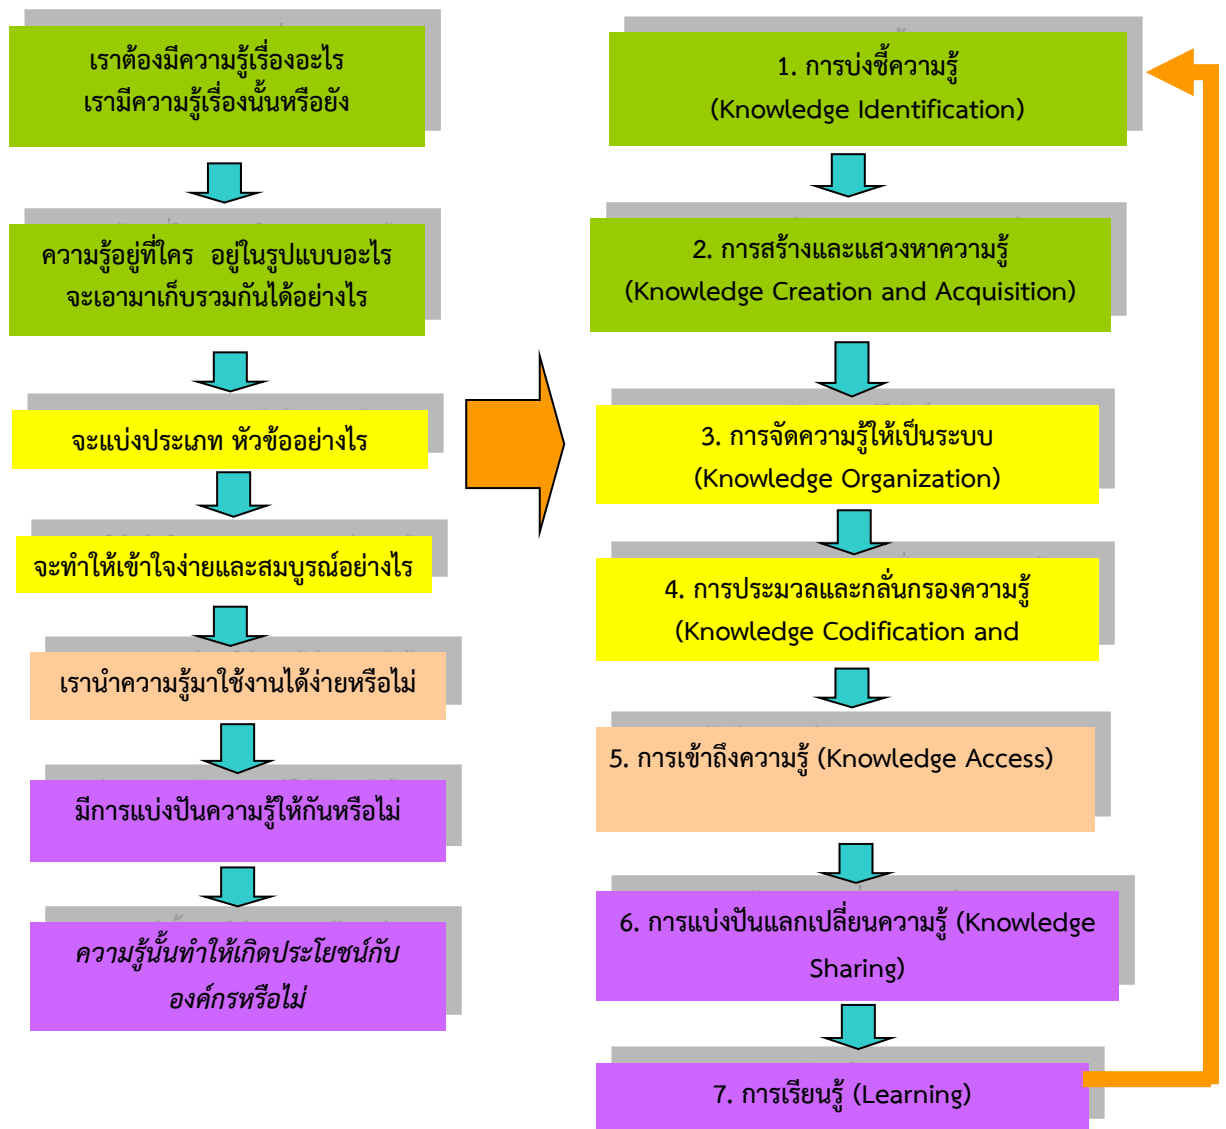 เราต้องมีความรู้เรื่องอะไร
เรามีความรู้เรื่องนั้นหรือยัง
ความรู้อยู่ที่ใคร อยู่ในรูปแบบอะไร
จะเอามาเก็บรวมกันได้อย่างไร
จะแบ่งประเภท หัวข้ออย่างไร
จะทำให้เข้าใจง่ายและสมบูรณ์อย่างไร
เรานำความรู้มาใช้งานได้ง่ายหรือไม่
มีการแบ่งปันความรู้ให้กันหรือไม่
ความรู้นั้นทำให้เกิดประโยชน์กับ
องค์กรหรือไม่
1. การบ่งชี้ความรู้
(Knowledge Identification)
2. การสร้างและแสวงหาความรู้
(Knowledge Creation and Acquisition)
3. การจัดความรู้ให้เป็นระบบ
(Knowledge Organization)
4. การประมวลและกลั่นกรองความรู้
(Knowledge Codification and
5. การเข้าถึงความรู้ (Knowledge Access)
6. การแบ่งปันแลกเปลี่ยนความรู้ (Knowledge
Sharing)
7. การเรียนรู้ (Learning)